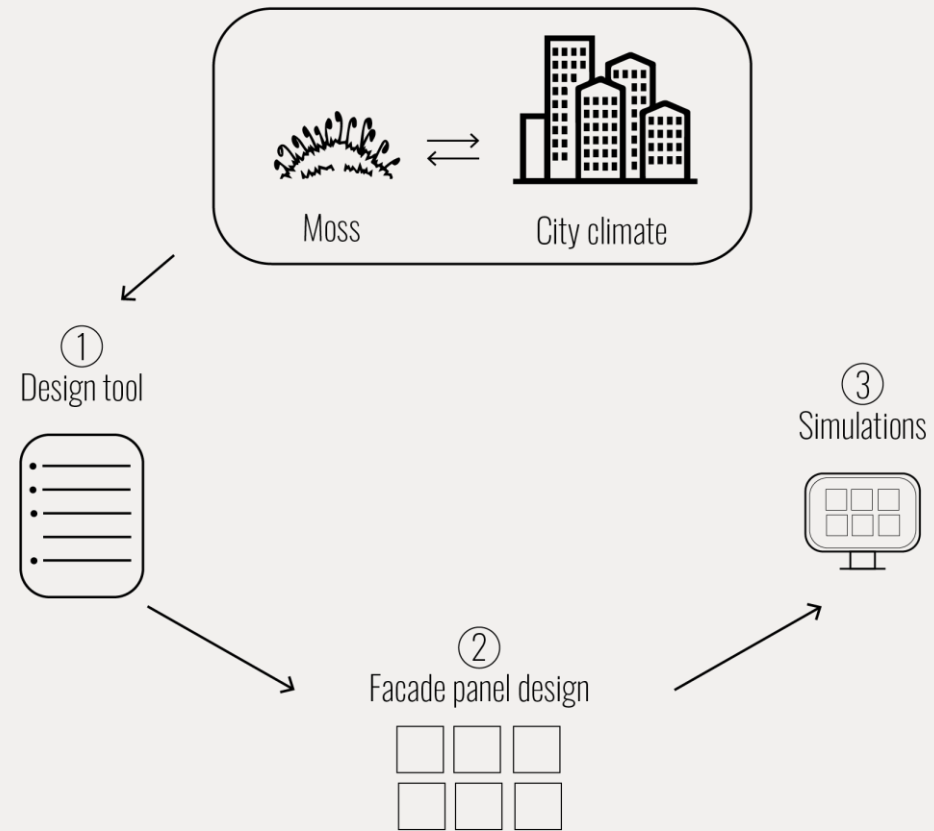 Moss
City climate
1
Design tool
3
Simulations
2
Facade panel design